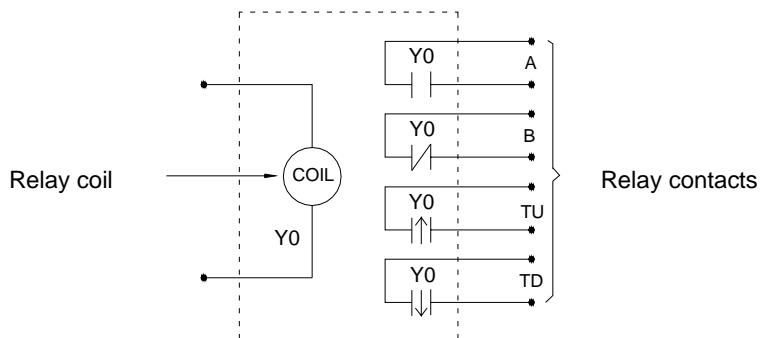 Y0
A
Y0
B
Relay coil
COIL
Relay contacts
Y0
TU
Y0
Y0
TD